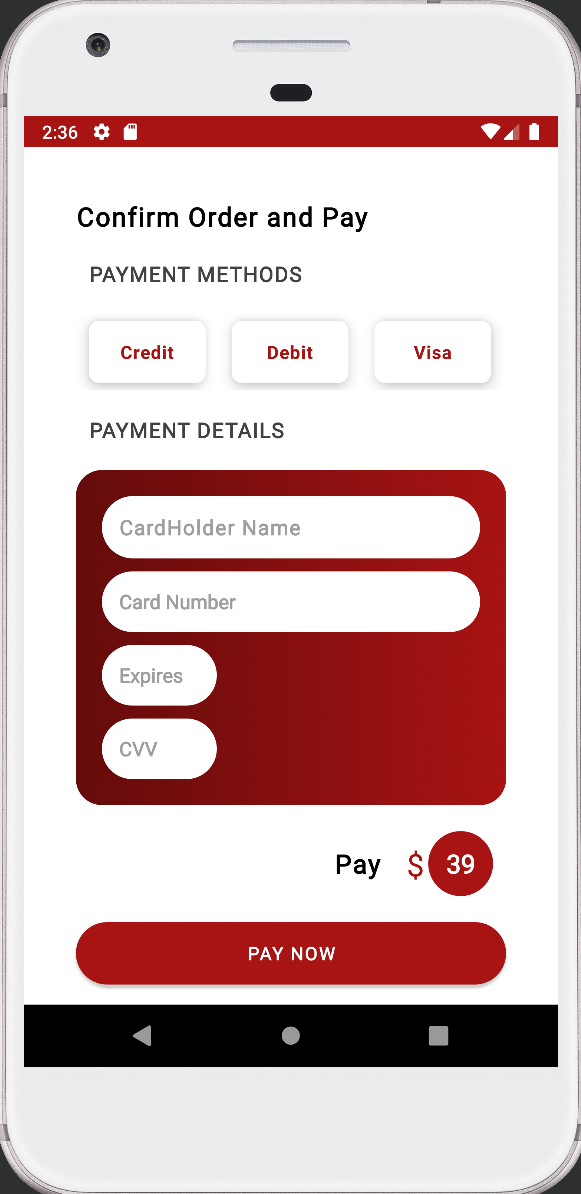 2:36
Confirm Order and Pay
PAYMENT METHODS
Credit Debit Visa
PAYMENT DETAILS
CardHolder Name
Card Number
Expires
CVV
Pay $ 39
PAY NOW